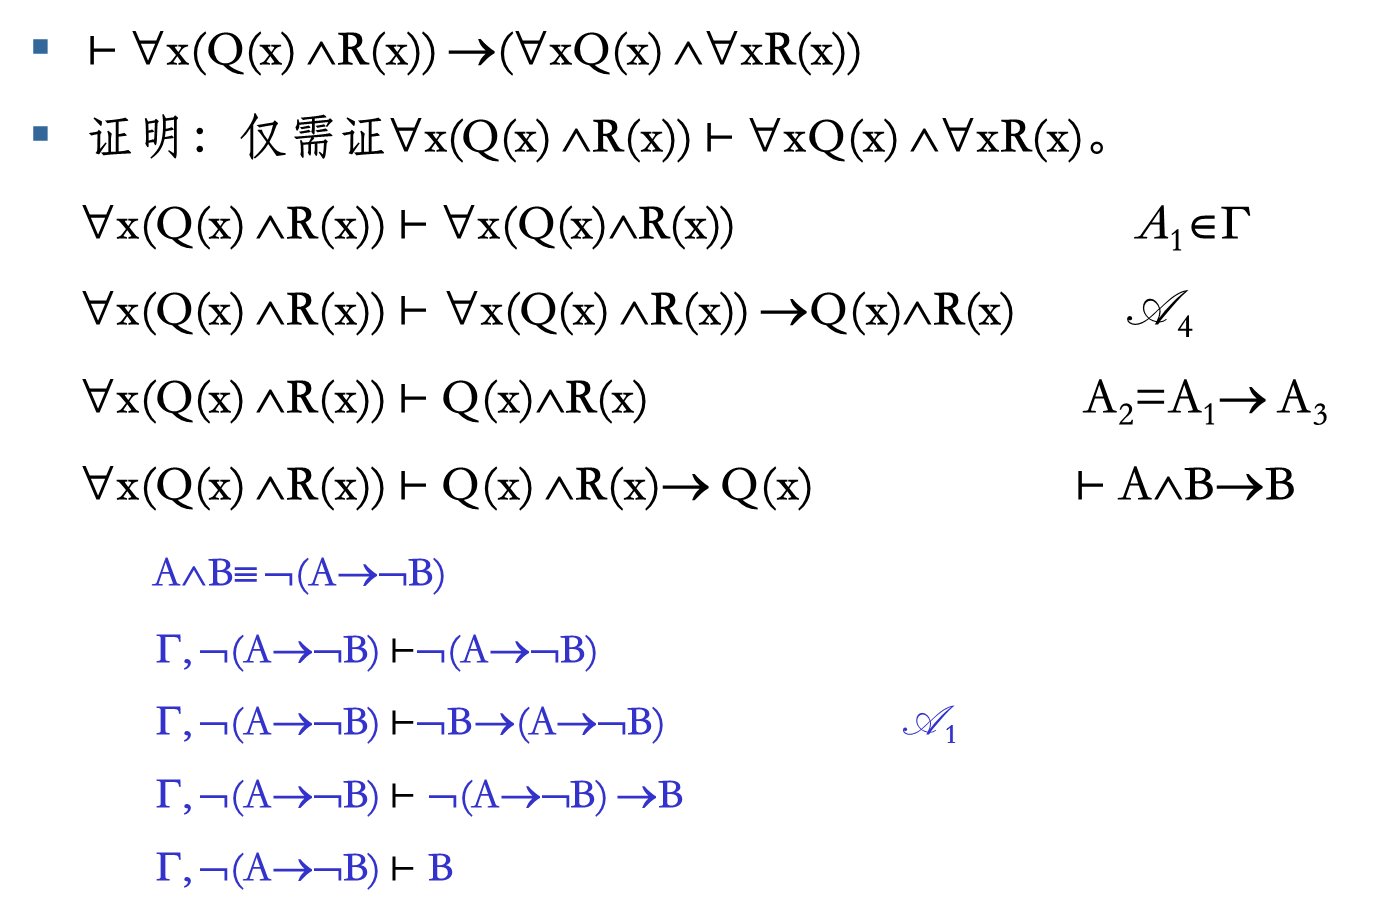 ⊢ ∀x(Q(x) ∧R(x)) →(∀xQ(x) ∧∀xR(x))
证明：仅需证∀x(Q(x) ∧R(x)) ⊢ ∀xQ(x) ∧∀xR(x)。
∀x(Q(x) ∧R(x)) ⊢ ∀x(Q(x)∧R(x)) A₁∈Γ
∀x(Q(x) ∧R(x)) ⊢ ∀x(Q(x) ∧R(x)) →Q(x)∧R(x) 𝒜₄
∀x(Q(x) ∧R(x)) ⊢ Q(x)∧R(x) A₂=A₁→ A₃
∀x(Q(x) ∧R(x)) ⊢ Q(x) ∧R(x)→ Q(x) ⊢ A∧B→B
A∧B≡¬(A→¬B)
Γ,¬(A→¬B) ⊢¬(A→¬B)
Γ,¬(A→¬B) ⊢¬B→(A→¬B) 𝒜₁
Γ,¬(A→¬B) ⊢ ¬(A→¬B) →B
Γ,¬(A→¬B) ⊢ B